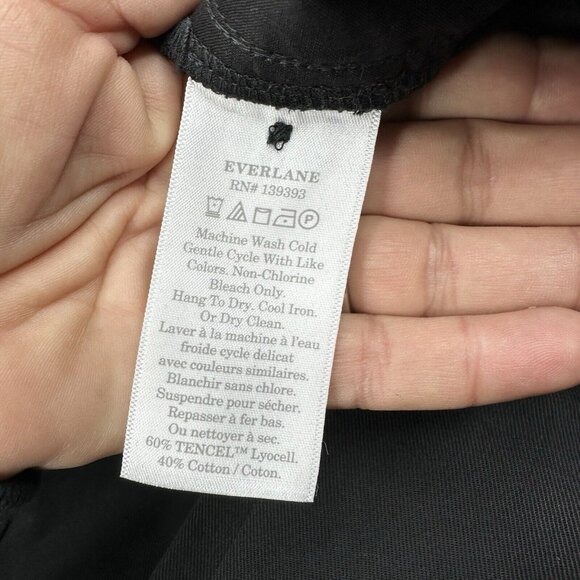 EVERLANE
RN# 139393
P
Machine Wash Cold
Gentle Cycle With Like
Colors. Non-Chlorine
Bleach Only.
Hang To Dry. Cool Iron.
Or Dry Clean.
Laver à la machine à l'eau
froide cycle delicat
avec couleurs similaires.
Blanchir sans chlore.
Suspendre pour sécher.
Repasser à fer bas.
Ou nettoyer à sec.
60% TENCEL™ Lyocell.
40% Cotton / Coton.